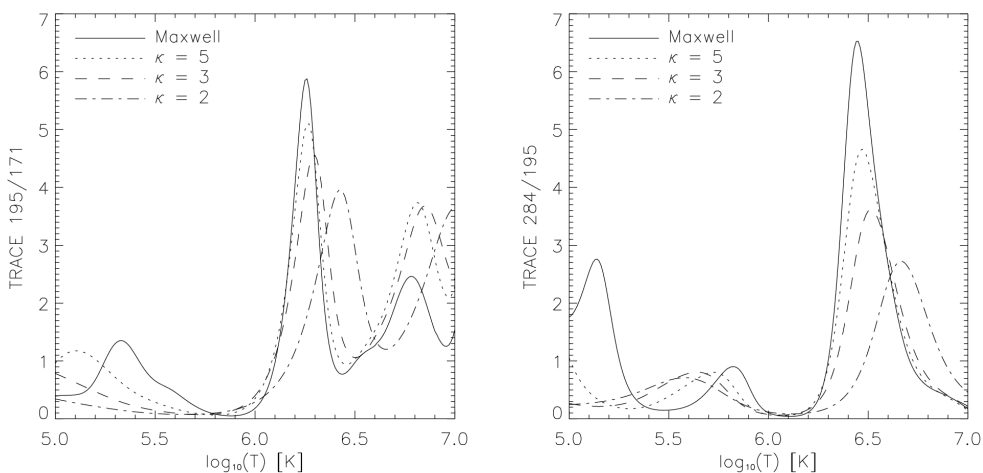 7
6
5
4
3
2
1
0
TRACE 195/171
Maxwell
κ = 5
κ = 3
κ = 2
5.0 5.5 6.0 6.5 7.0
log₁₀(T) [K]
7
6
5
4
3
2
1
0
TRACE 284/195
Maxwell
κ = 5
κ = 3
κ = 2
5.0 5.5 6.0 6.5 7.0
log₁₀(T) [K]